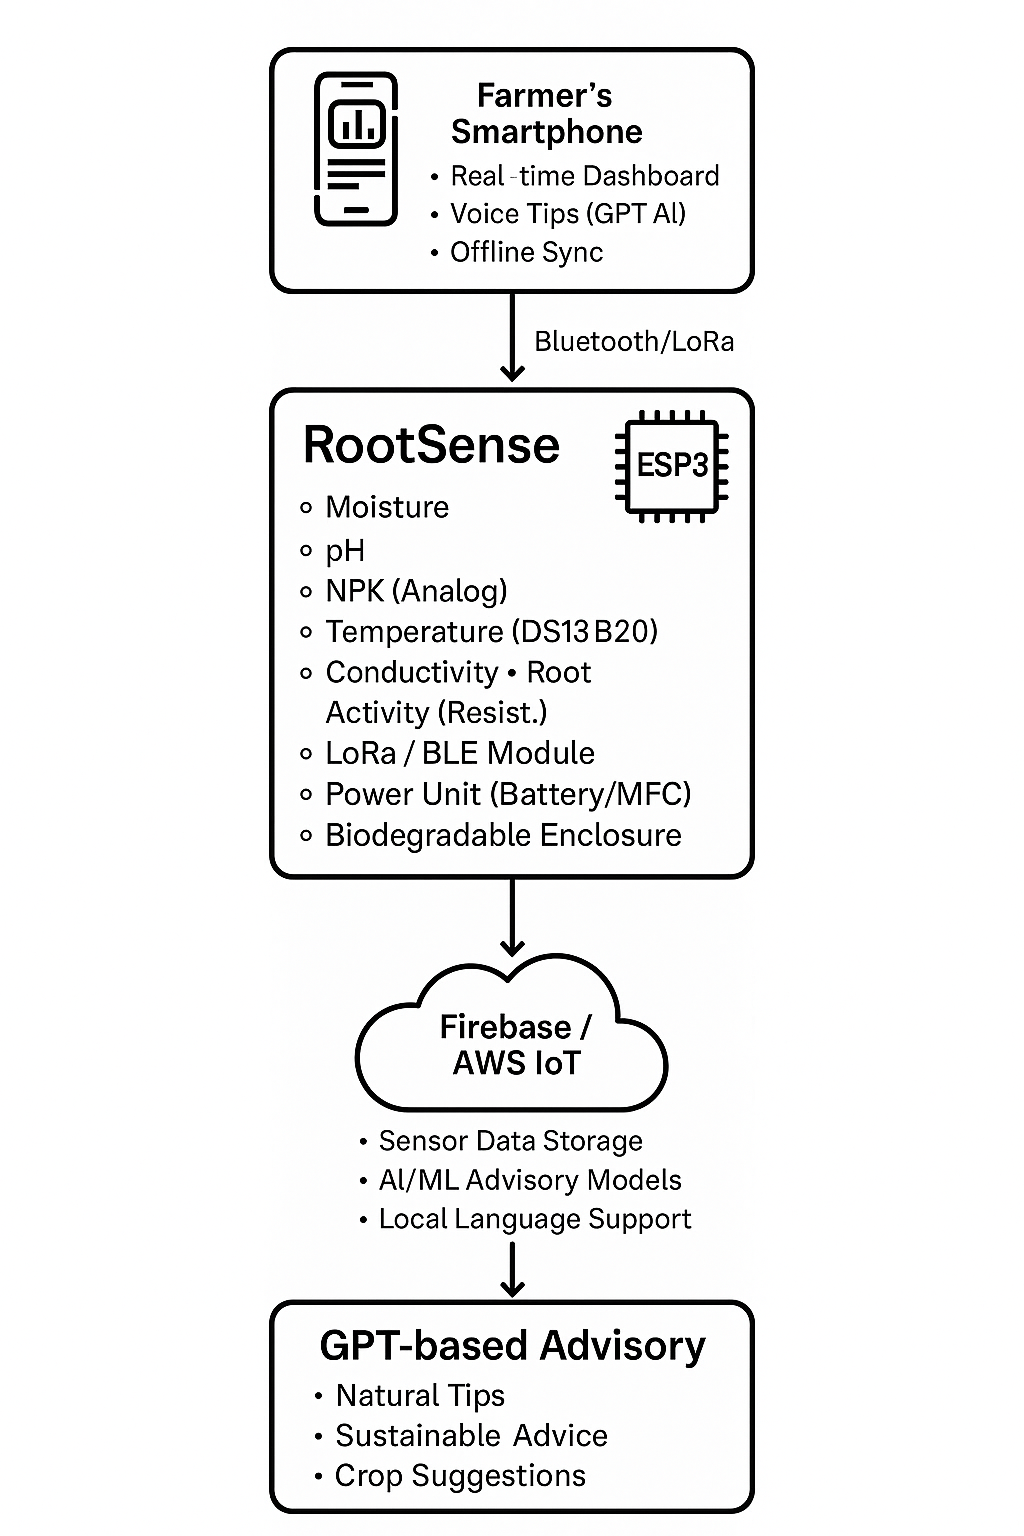 Farmer's
Smartphone
• Real-time Dashboard
• Voice Tips (GPT AI)
• Offline Sync
Bluetooth/LoRa
RootSense
ESP3
○ Moisture
○ pH
○ NPK (Analog)
○ Temperature (DS13 B20)
○ Conductivity • Root
Activity (Resist.)
○ LoRa / BLE Module
○ Power Unit (Battery/MFC)
○ Biodegradable Enclosure
Firebase /
AWS IoT
• Sensor Data Storage
• AI/ML Advisory Models
• Local Language Support
GPT-based Advisory
• Natural Tips
• Sustainable Advice
• Crop Suggestions